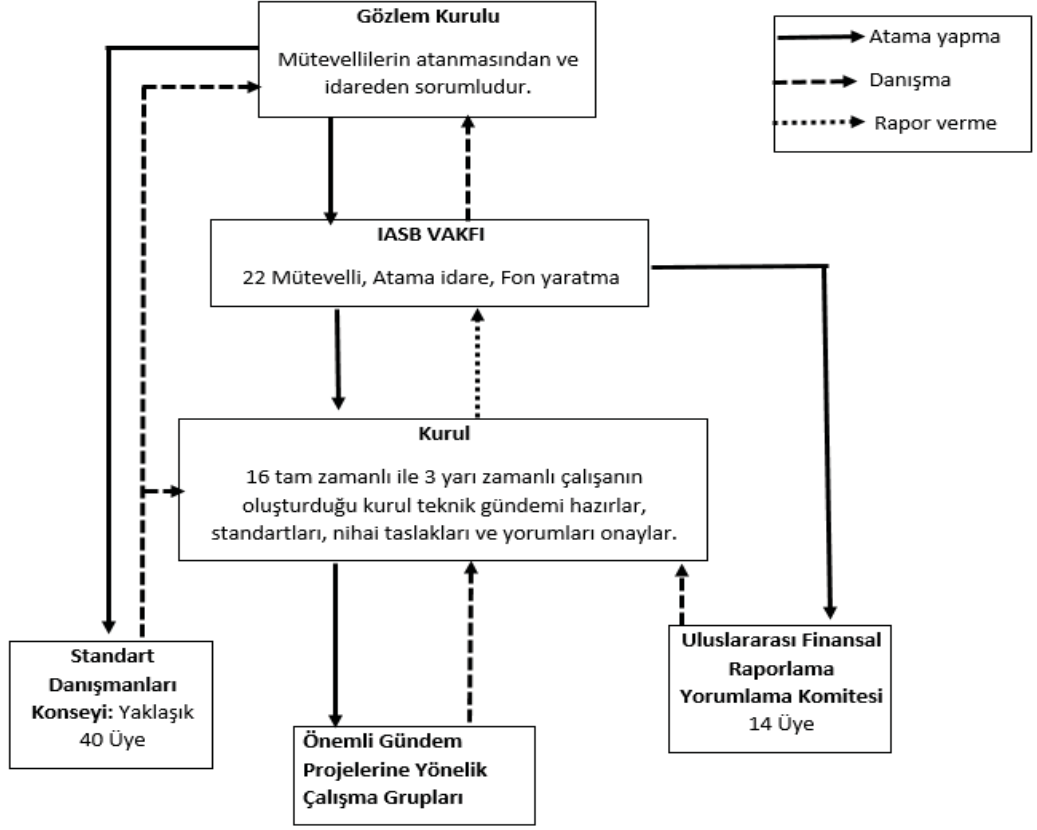 Gözlem Kurulu
Mütevellilerin atanmasından ve
idareden sorumludur.
Atama yapma
Danışma
Rapor verme
IASB VAKFI
22 Mütevelli, Atama idare, Fon yaratma
Kurul
16 tam zamanlı ile 3 yarı zamanlı çalışanın
oluşturduğu kurul teknik gündemi hazırlar,
standartları, nihai taslakları ve yorumları onaylar.
Standart
Danışmanları
Konseyi: Yaklaşık
40 Üye
Önemli Gündem
Projelerine Yönelik
Çalışma Grupları
Uluslararası Finansal
Raporlama
Yorumlama Komitesi
14 Üye